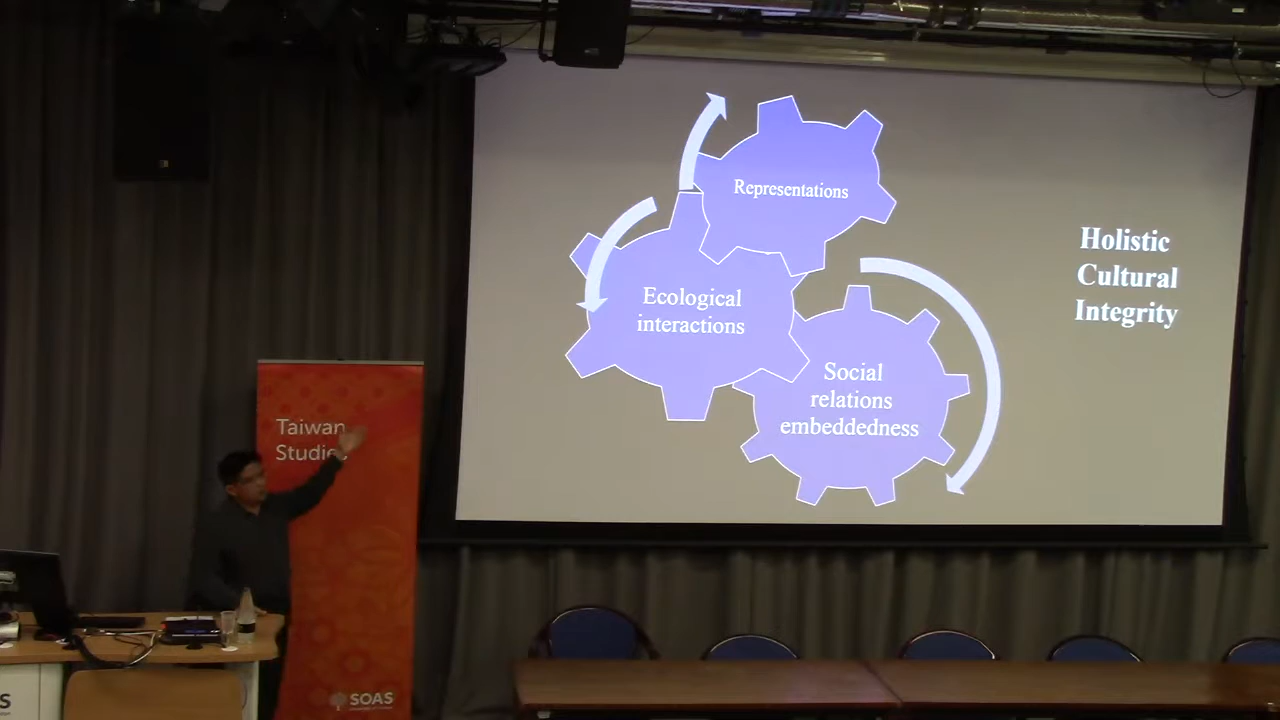 Representations
Ecological
interactions
Social
relations
embeddedness
Holistic
Cultural
Integrity
Taiwan
Studies
SOAS